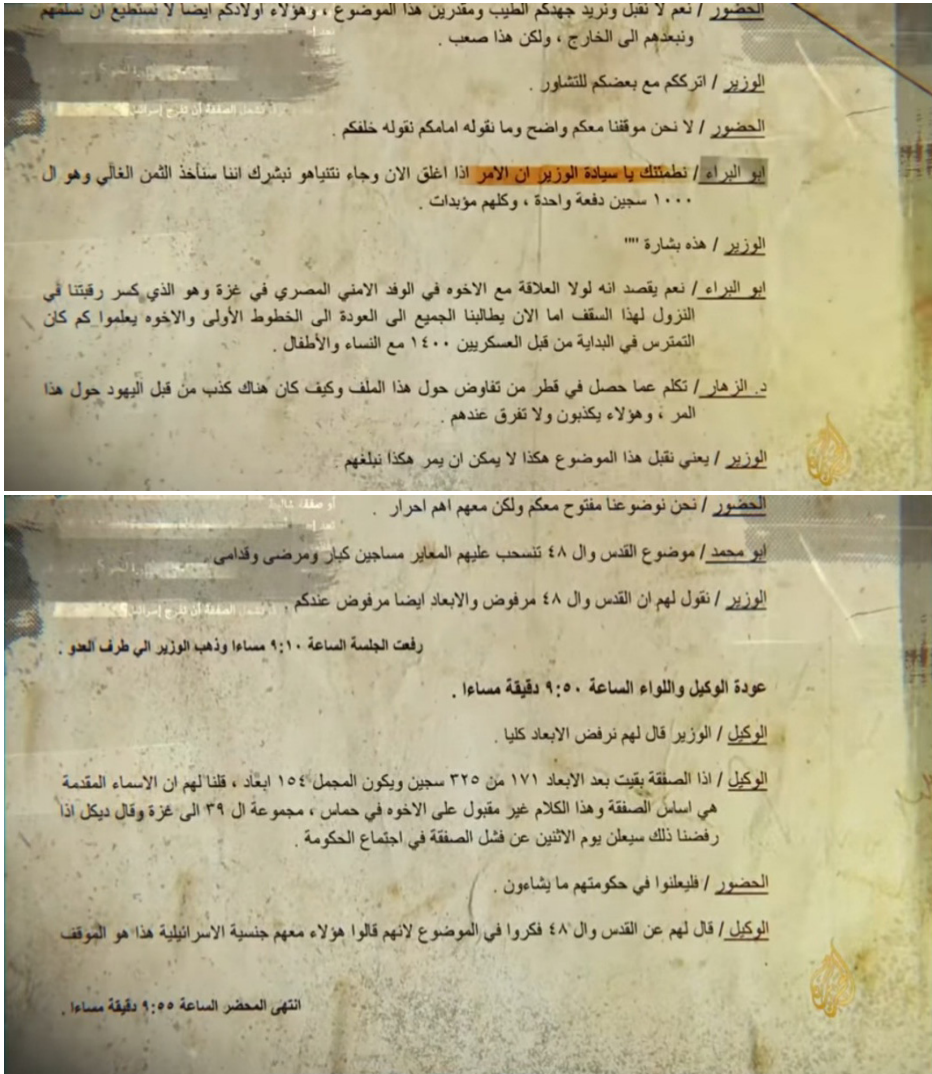 الحضور / نعم لا نقبل ونريد جهدكم الطيب ومقدرين هذا الموضوع ، وهؤلاء اولادكم ايضا لا نستطيع ان نسلمهم
ونبعدهم الى الخارج ، ولكن هذا صعب .
الوزير / اترككم مع بعضكم للتشاور .
الحضور / لا نحن موقفنا معكم واضح وما نقوله امامكم نقوله خلفكم .
ابو البراء / نطمئنك يا سيادة الوزير ان الامر اذا اغلق الان وجاء نتنياهو نبشرك اننا سنأخذ الثمن الغالي وهو ال
١٠٠٠ سجين دفعة واحدة ، وكلهم مؤبدات .
الوزير / هذه بشارة ""
ابو البراء / نعم يقصد انه لولا العلاقة مع الاخوه في الوفد الامني المصري في غزة وهو الذي كسر رقبتنا في
النزول لهذا السقف اما الان يطالبنا الجميع الى العودة الى الخطوط الأولى والاخوه يعلموا كم كان
التمترس في البداية من قبل العسكريين ١٤٠٠ مع النساء والأطفال .
د. الزهار / تكلم عما حصل في قطر من تفاوض حول هذا الملف وكيف كان هناك كذب من قبل اليهود حول هذا
المر ، وهؤلاء يكذبون ولا تفرق عندهم .
الوزير / يعني نقبل هذا الموضوع هكذا لا يمكن ان يمر هكذا نبلغهم .
الحضور / نحن نوضوعنا مفتوح معكم ولكن معهم اهم احرار .
ابو محمد / موضوع القدس وال ٤٨ تنسحب عليهم المعاير مساجين كبار ومرضى وقدامى .
الوزير / نقول لهم ان القدس وال ٤٨ مرفوض والابعاد ايضا مرفوض عندكم .
رفعت الجلسة الساعة ٩:١٠ مساءا وذهب الوزير الي طرف العدو .
عودة الوكيل واللواء الساعة ٩:٥٠ دقيقة مساءا .
الوكيل / الوزير قال لهم نرفض الابعاد كليا .
الوكيل / اذا الصفقة بقيت بعد الابعاد ١٧١ من ٣٢٥ سجين ويكون المجمل ١٥٤ ابعاد ، قلنا لهم ان الاسماء المقدمة
هي اساس الصفقة وهذا الكلام غير مقبول على الاخوه في حماس ، مجموعة ال ٣٩ الى غزة وقال ديكل اذا
رفضنا ذلك سيعلن يوم الاثنين عن فشل الصفقة في اجتماع الحكومة .
الحضور / فليعلنوا في حكومتهم ما يشاءون .
الوكيل / قال لهم عن القدس وال ٤٨ فكروا في الموضوع لانهم قالوا هؤلاء معهم جنسية الاسرائيلية هذا هو الموقف
انتهى المحضر الساعة ٩:٥٥ دقيقة مساءا .